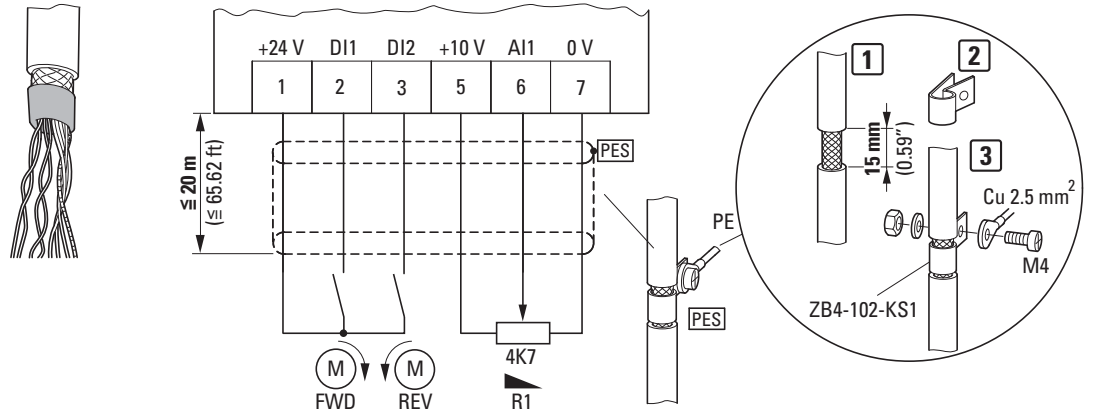 +24 V DI1 DI2 +10 V AI1 0 V
1 2 3 5 6 7
≦ 20 m
(≦ 65.62 ft)
PES
4K7
R1
M
FWD
M
REV
PE
PES
1
2
15 mm
(0.59″)
3
Cu 2.5 mm²
M4
ZB4-102-KS1